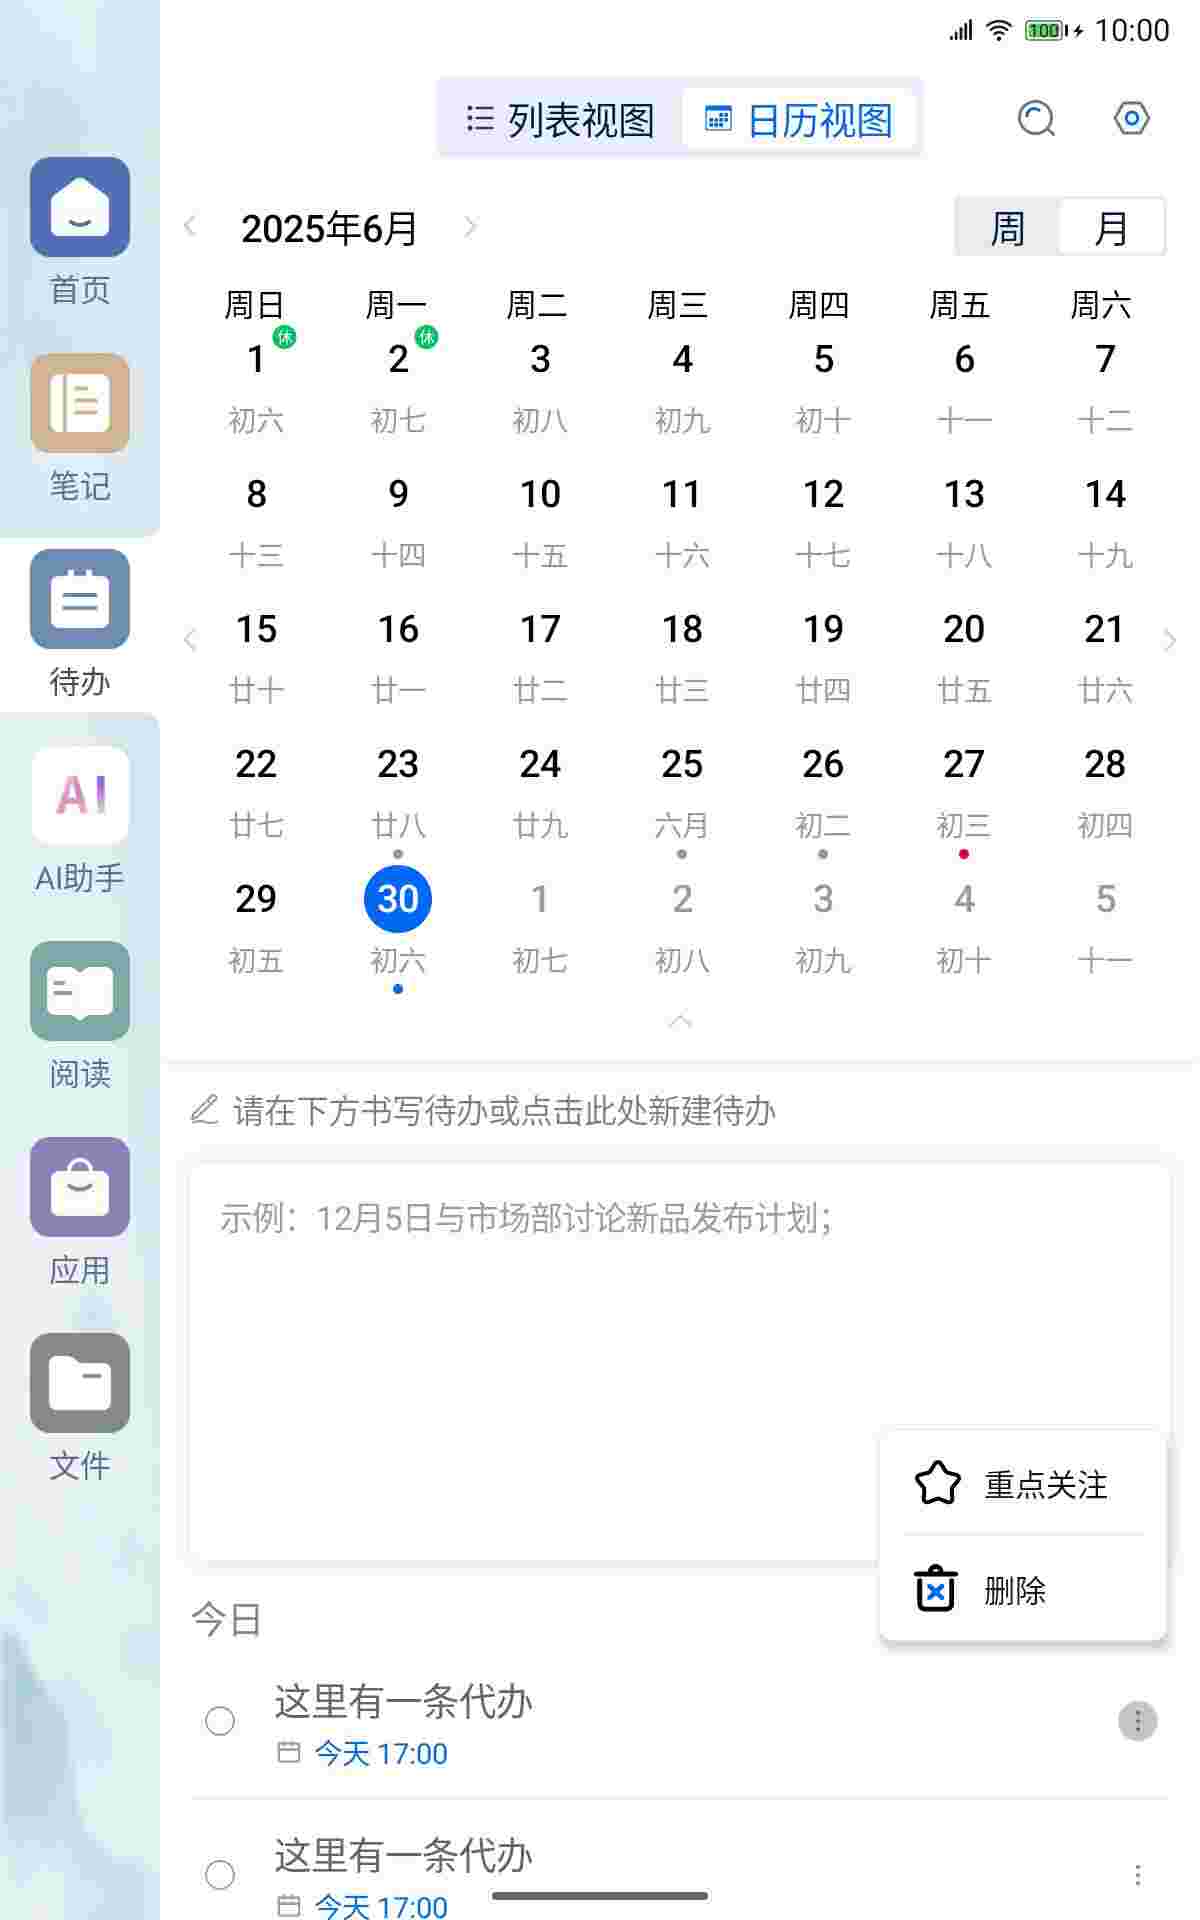 100 10:00
列表视图 日历视图
首页
笔记
待办
AI
AI助手
阅读
应用
文件
2025年6月 周 月
周日 周一 周二 周三 周四 周五 周六
休 休
1 2 3 4 5 6 7
初六 初七 初八 初九 初十 十一 十二
8 9 10 11 12 13 14
十三 十四 十五 十六 十七 十八 十九
15 16 17 18 19 20 21
廿十 廿一 廿二 廿三 廿四 廿五 廿六
22 23 24 25 26 27 28
廿七 廿八 廿九 六月 初二 初三 初四
29 30 1 2 3 4 5
初五 初六 初七 初八 初九 初十 十一
请在下方书写待办或点击此处新建待办
示例：12月5日与市场部讨论新品发布计划；
重点关注
删除
今日
这里有一条代办
今天 17:00
这里有一条代办
今天 17:00